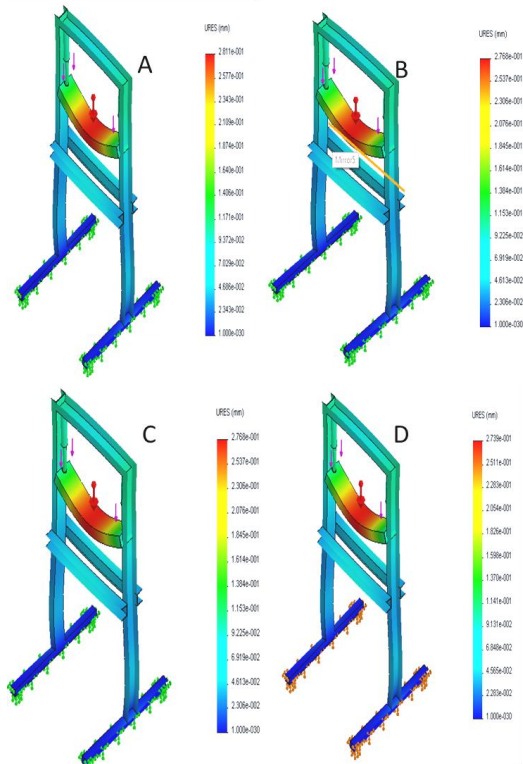 A
URES (mm)
2.811e-001
2.577e-001
2.343e-001
2.109e-001
1.874e-001
1.640e-001
1.406e-001
1.171e-001
9.372e-002
7.029e-002
4.686e-002
2.343e-002
1.000e-030
B
URES (mm)
2.768e-001
2.537e-001
2.306e-001
2.076e-001
1.845e-001
1.614e-001
1.384e-001
1.153e-001
9.225e-002
6.919e-002
4.613e-002
2.306e-002
1.000e-030
C
URES (mm)
2.768e-001
2.537e-001
2.306e-001
2.076e-001
1.845e-001
1.614e-001
1.384e-001
1.153e-001
9.225e-002
6.919e-002
4.613e-002
2.306e-002
1.000e-030
D
URES (mm)
2.739e-001
2.511e-001
2.283e-001
2.054e-001
1.826e-001
1.598e-001
1.370e-001
1.141e-001
9.131e-002
6.848e-002
4.565e-002
2.283e-002
1.000e-030